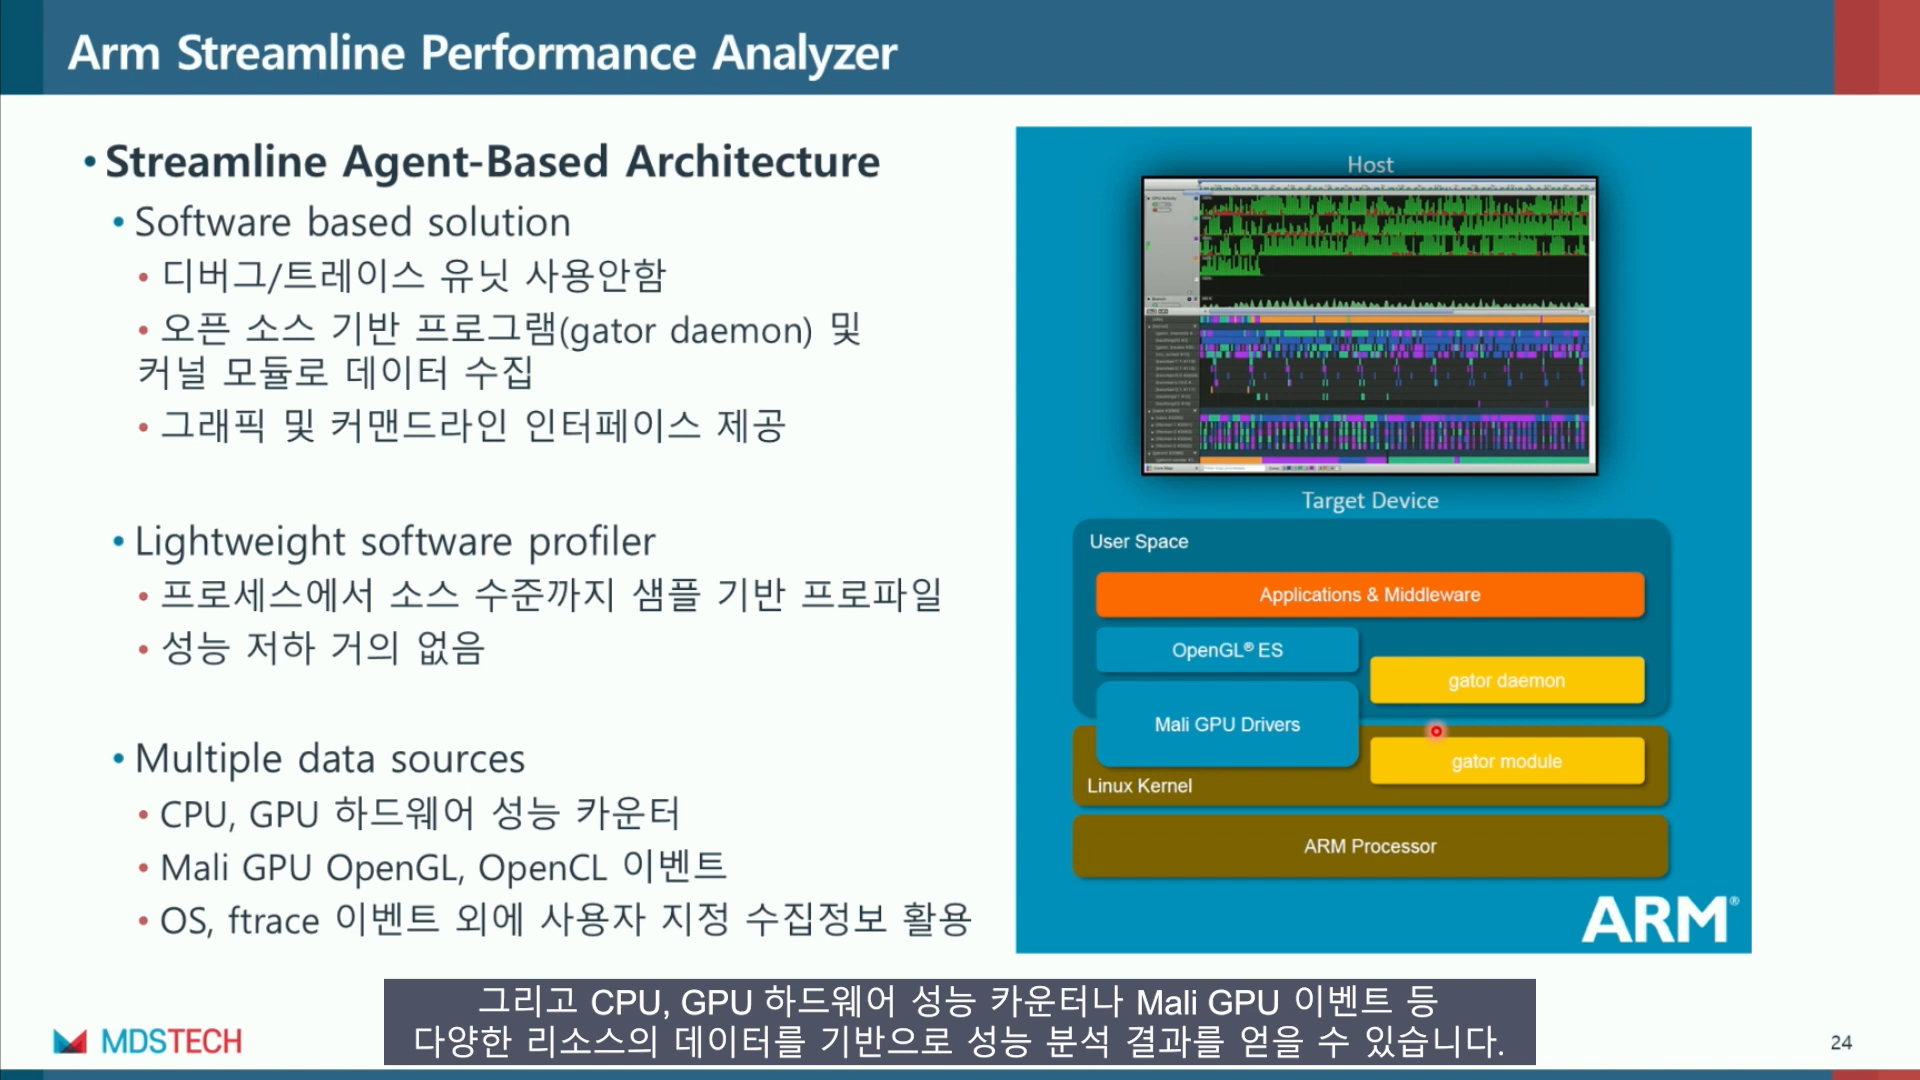 Arm Streamline Performance Analyzer
• Streamline Agent-Based Architecture
• Software based solution
• 디버그/트레이스 유닛 사용안함
• 오픈 소스 기반 프로그램(gator daemon) 및
커널 모듈로 데이터 수집
• 그래픽 및 커맨드라인 인터페이스 제공
• Lightweight software profiler
• 프로세스에서 소스 수준까지 샘플 기반 프로파일
• 성능 저하 거의 없음
• Multiple data sources
• CPU, GPU 하드웨어 성능 카운터
• Mali GPU OpenGL, OpenCL 이벤트
• OS, ftrace 이벤트 외에 사용자 지정 수집정보 활용
Host
Target Device
User Space
Applications & Middleware
OpenGL® ES
gator daemon
Mali GPU Drivers
gator module
Linux Kernel
ARM Processor
ARM®
그리고 CPU, GPU 하드웨어 성능 카운터나 Mali GPU 이벤트 등
다양한 리소스의 데이터를 기반으로 성능 분석 결과를 얻을 수 있습니다.
MDSTECH
24